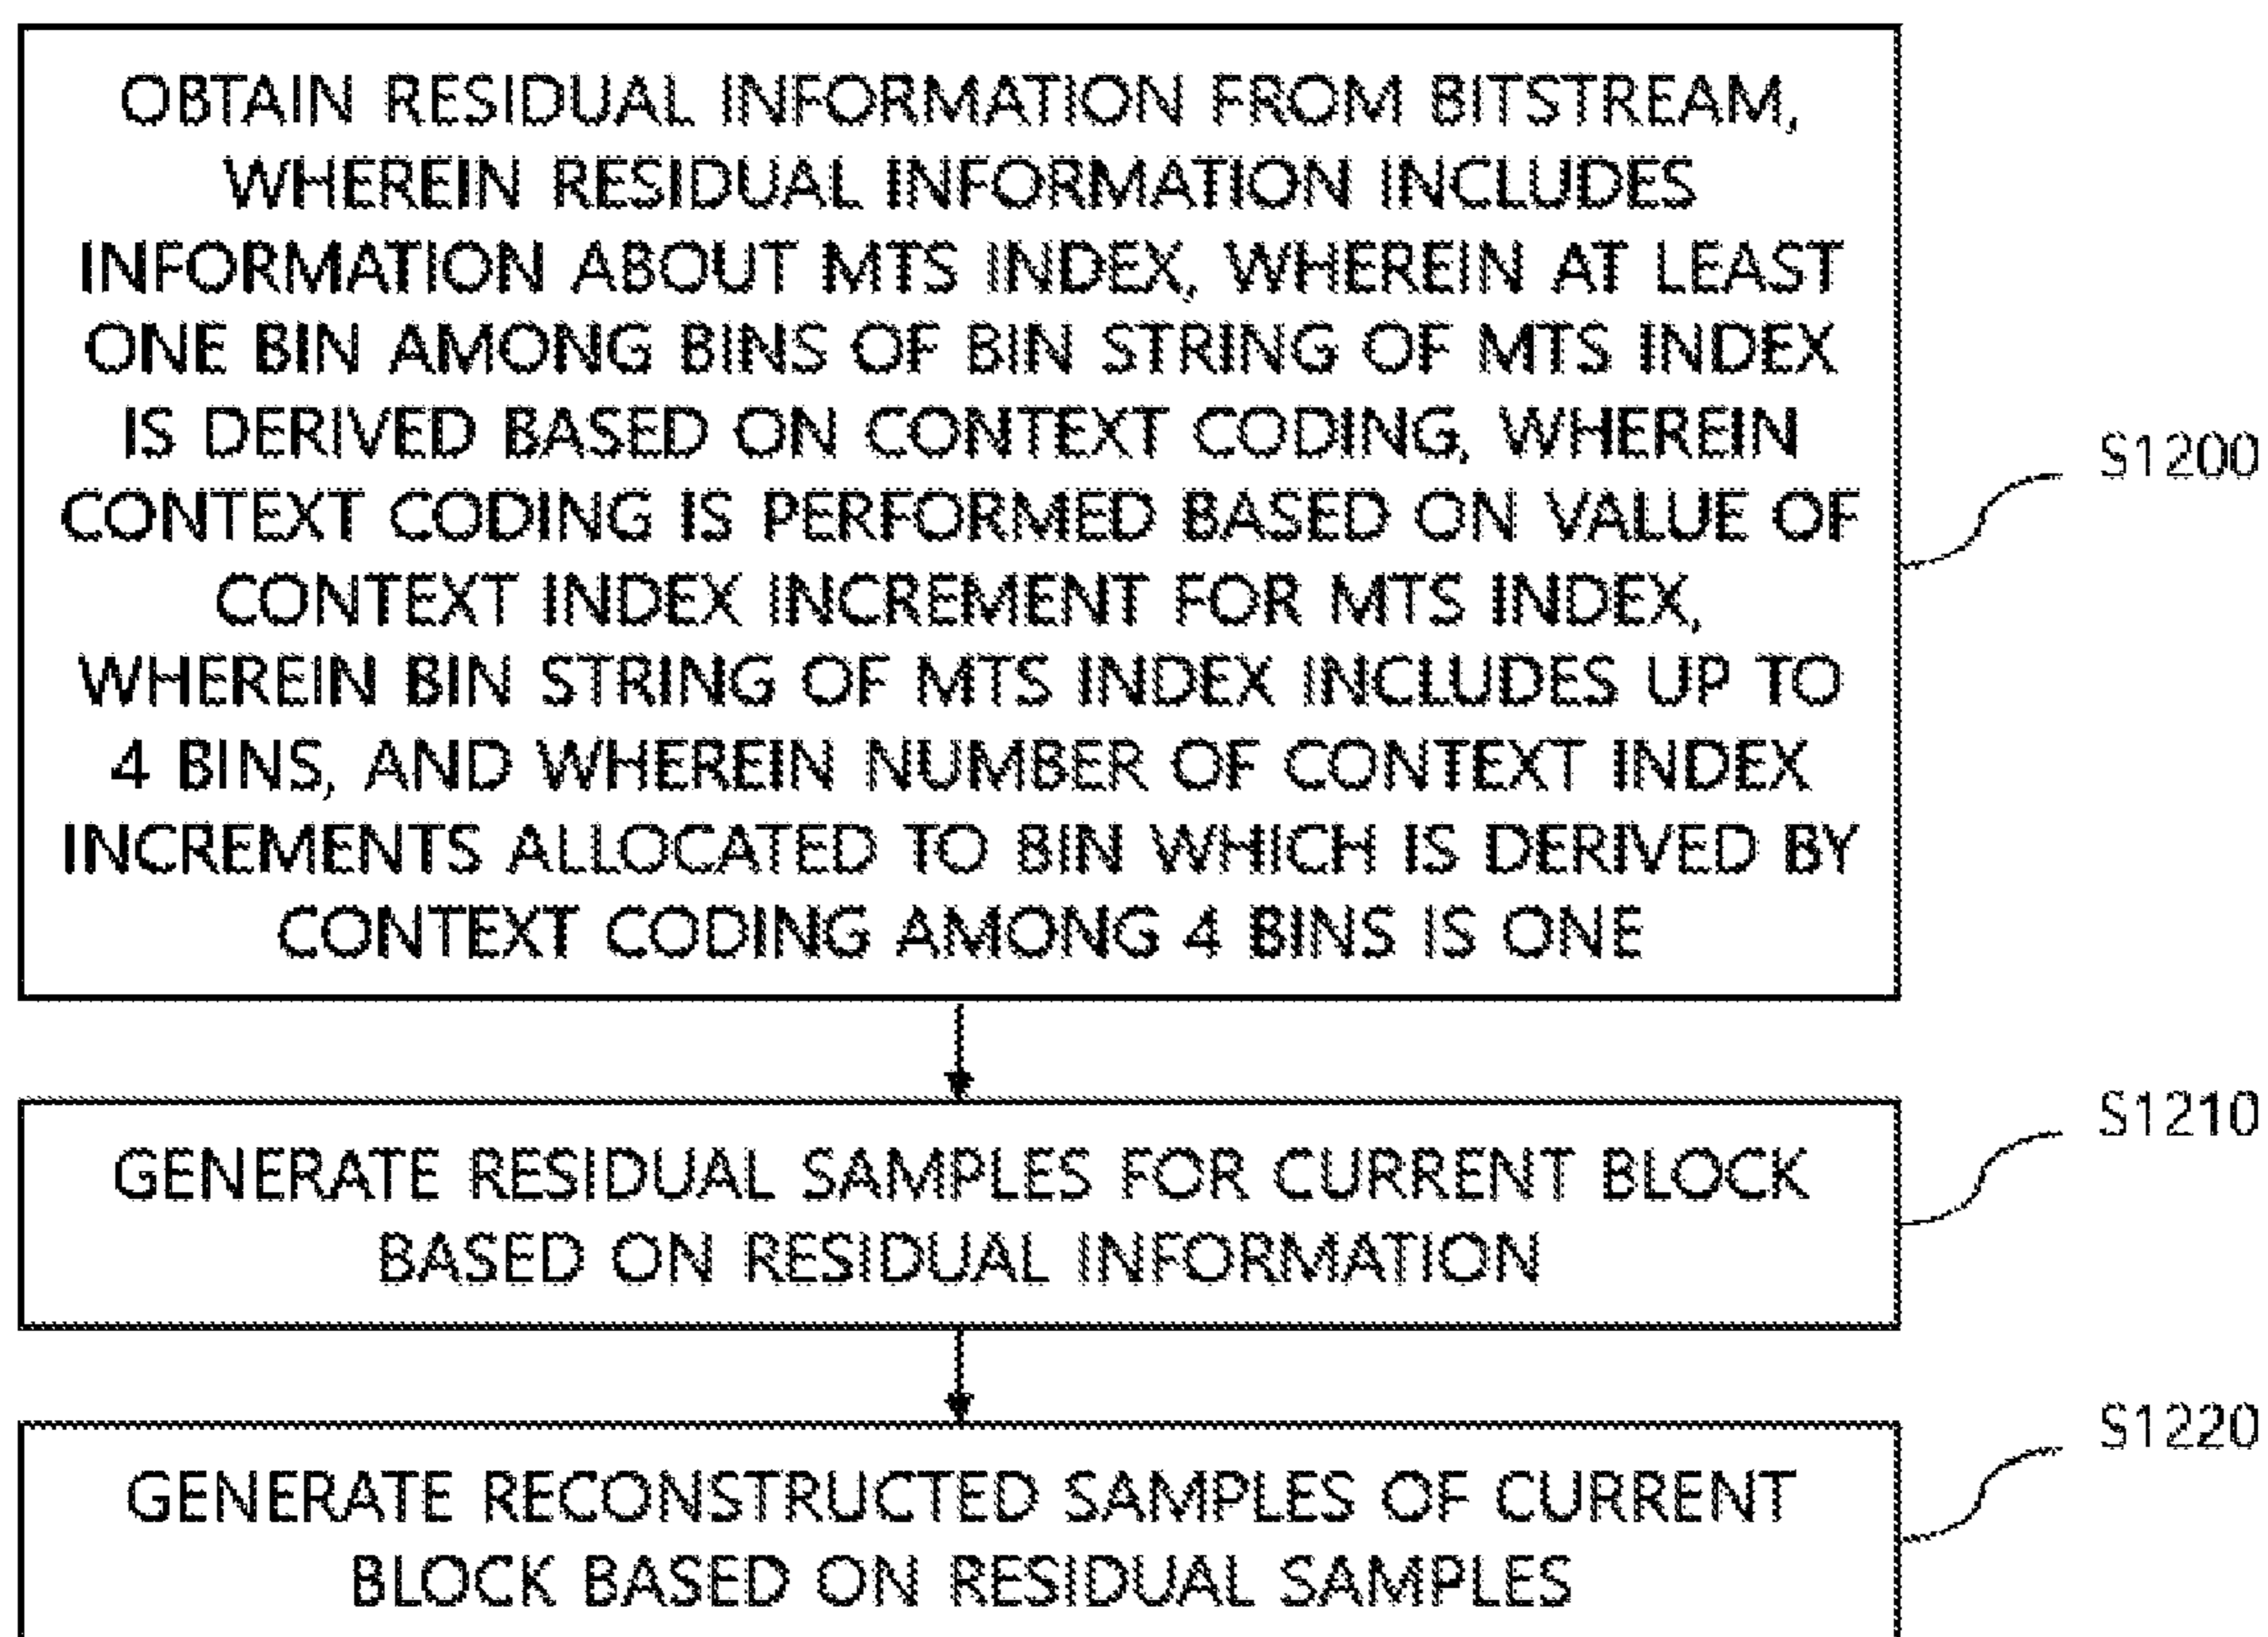 OBTAIN RESIDUAL INFORMATION FROM BITSTREAM,
WHEREIN RESIDUAL INFORMATION INCLUDES
INFORMATION ABOUT MTS INDEX, WHEREIN AT LEAST
ONE BIN AMONG BINS OF BIN STRING OF MTS INDEX
IS DERIVED BASED ON CONTEXT CODING, WHEREIN
CONTEXT CODING IS PERFORMED BASED ON VALUE OF
CONTEXT INDEX INCREMENT FOR MTS INDEX,
WHEREIN BIN STRING OF MTS INDEX INCLUDES UP TO
4 BINS, AND WHEREIN NUMBER OF CONTEXT INDEX
INCREMENTS ALLOCATED TO BIN WHICH IS DERIVED BY
CONTEXT CODING AMONG 4 BINS IS ONE
S1200
GENERATE RESIDUAL SAMPLES FOR CURRENT BLOCK
BASED ON RESIDUAL INFORMATION
S1210
GENERATE RECONSTRUCTED SAMPLES OF CURRENT
BLOCK BASED ON RESIDUAL SAMPLES
S1220